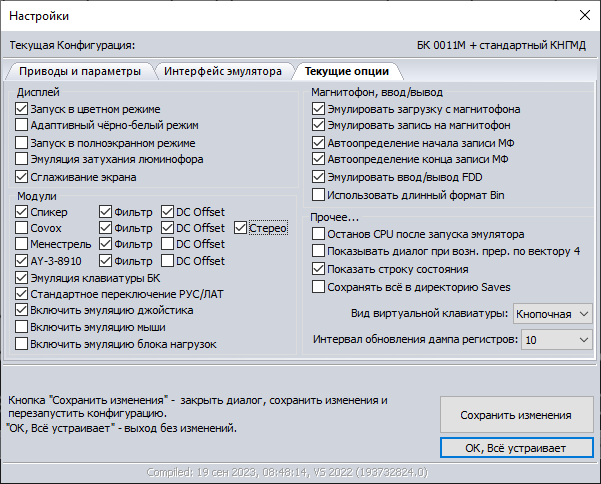 Настройки
Текущая Конфигурация: БК 0011М + стандартный КНГМД
Приводы и параметры Интерфейс эмулятора Текущие опции
Дисплей
Запуск в цветном режиме
Адаптивный чёрно-белый режим
Запуск в полноэкранном режиме
Эмуляция затухания люминофора
Сглаживание экрана
Модули
Спикер Фильтр DC Offset
Covox Фильтр DC Offset Стерео
Менестрель Фильтр DC Offset
AY-3-8910 Фильтр DC Offset
Эмуляция клавиатуры БК
Стандартное переключение РУС/ЛАТ
Включить эмуляцию джойстика
Включить эмуляцию мыши
Включить эмуляцию блока нагрузок
Магнитофон, ввод/вывод
Эмулировать загрузку с магнитофона
Эмулировать запись на магнитофон
Автоопределение начала записи МФ
Автоопределение конца записи МФ
Эмулировать ввод/вывод FDD
Использовать длинный формат Bin
Прочее...
Останов CPU после запуска эмулятора
Показывать диалог при возн. прер. по вектору 4
Показать строку состояния
Сохранять всё в директорию Saves
Вид виртуальной клавиатуры: Кнопочная
Интервал обновления дампа регистров: 10
Кнопка "Сохранить изменения" - закрыть диалог, сохранить изменения и
перезапустить конфигурацию.
"ОК, Всё устраивает" - выход без изменений.
Сохранить изменения
ОК, Всё устраивает
Compiled: 19 сен 2023, 08:48:14, VS 2022 (193732824.0)